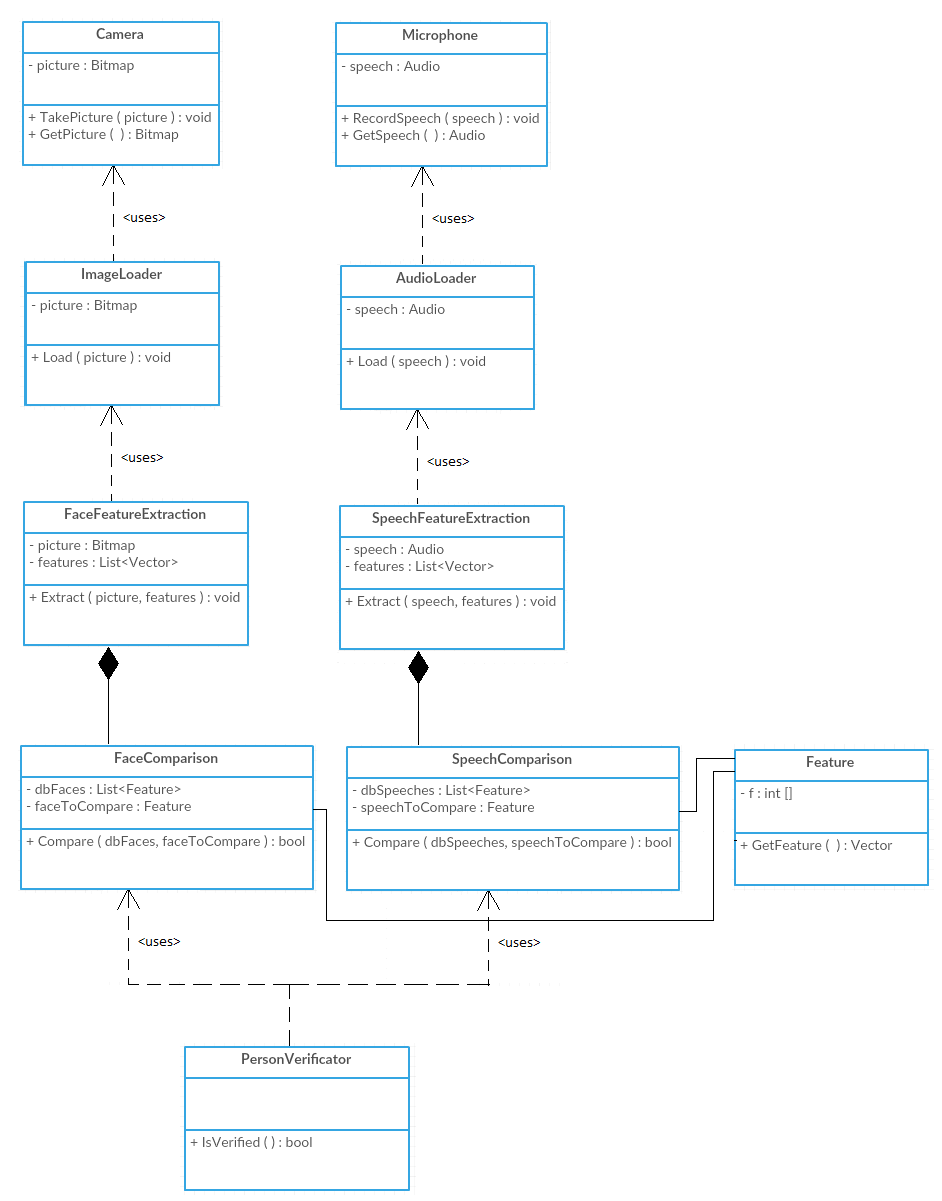 Camera
- picture : Bitmap
+ TakePicture ( picture ) : void
+ GetPicture ( ) : Bitmap
Microphone
- speech : Audio
+ RecordSpeech ( speech ) : void
+ GetSpeech ( ) : Audio
<uses>
<uses>
ImageLoader
- picture : Bitmap
+ Load ( picture ) : void
AudioLoader
- speech : Audio
+ Load ( speech ) : void
<uses>
<uses>
FaceFeatureExtraction
- picture : Bitmap
- features : List<Vector>
+ Extract ( picture, features ) : void
SpeechFeatureExtraction
- speech : Audio
- features : List<Vector>
+ Extract ( speech, features ) : void
FaceComparison
- dbFaces : List<Feature>
- faceToCompare : Feature
+ Compare ( dbFaces, faceToCompare ) : bool
SpeechComparison
- dbSpeeches : List<Feature>
- speechToCompare : Feature
+ Compare ( dbSpeeches, speechToCompare ) : bool
Feature
- f : int []
+ GetFeature ( ) : Vector
<uses>
<uses>
PersonVerificator
+ IsVerified ( ) : bool